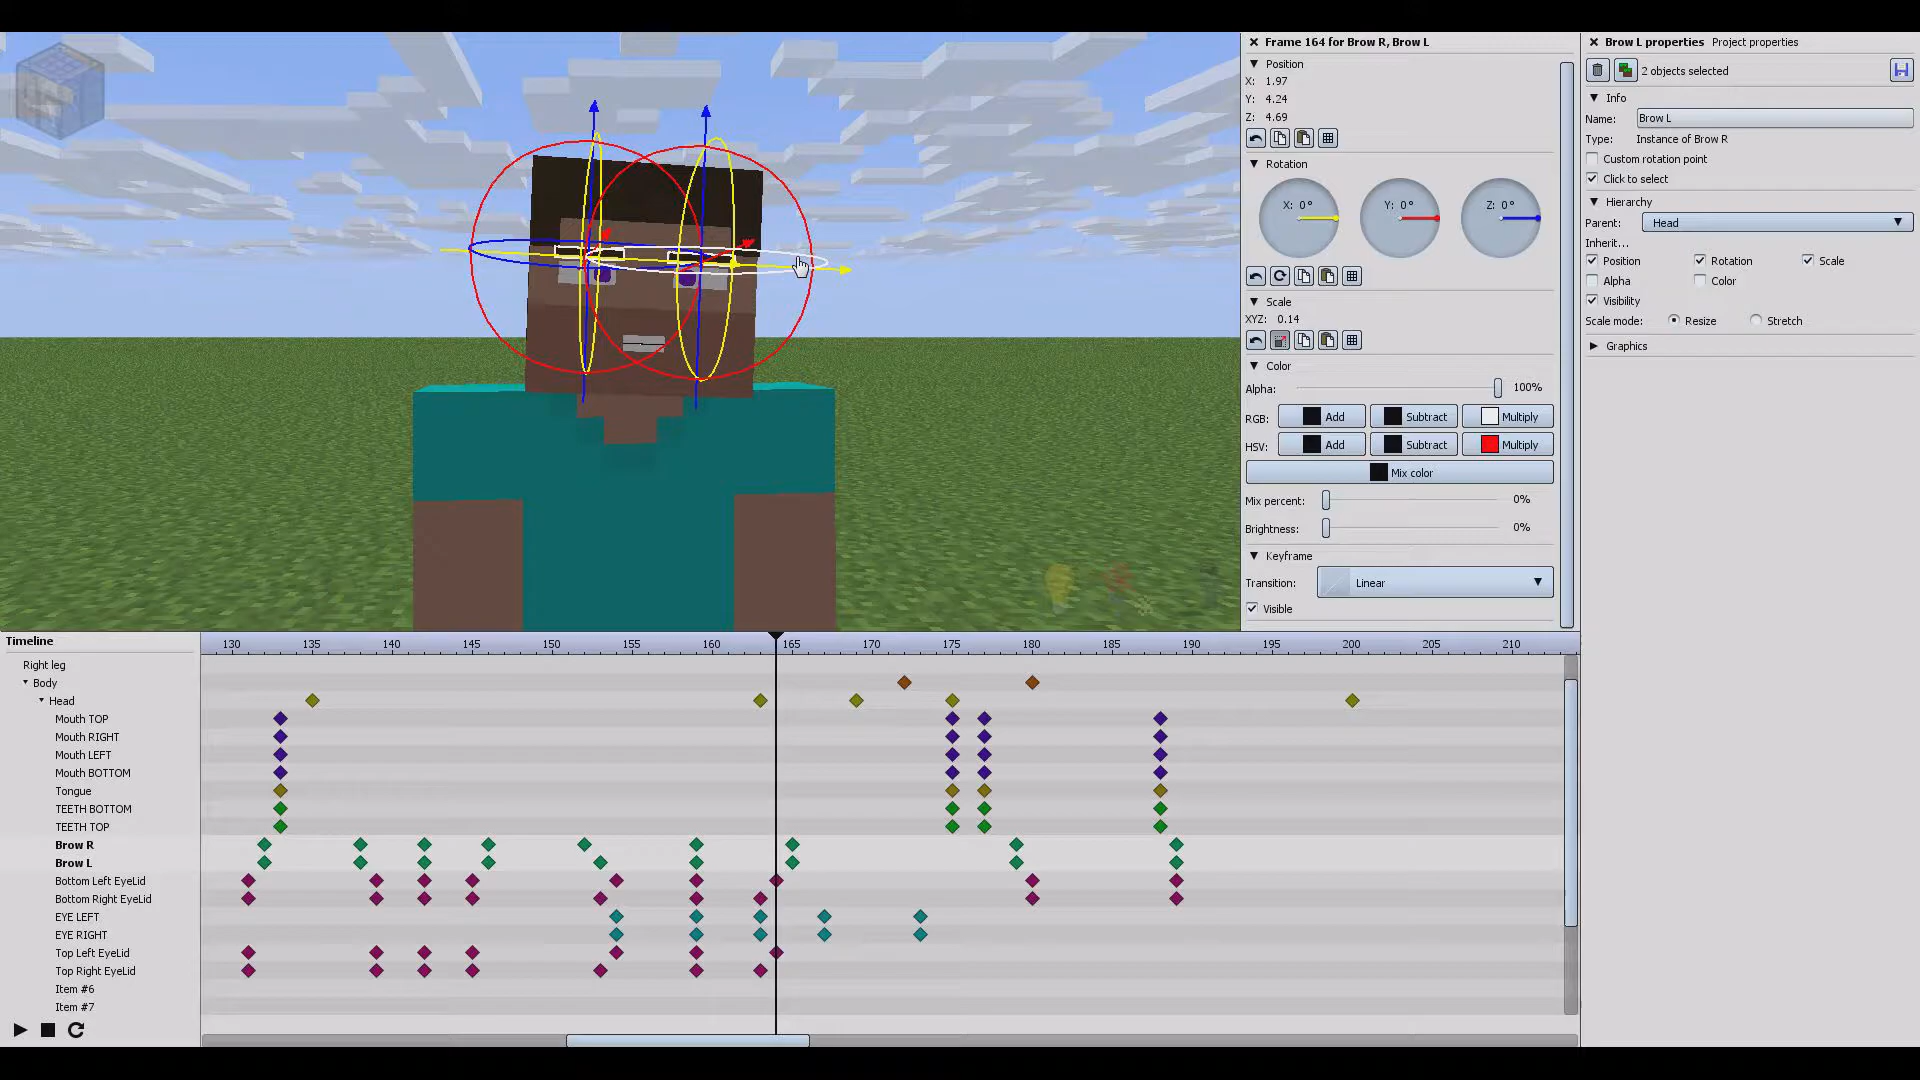 Frame 164 for Brow R, Brow L
Position
X: 1.97
Y: 4.24
Z: 4.69
Rotation
X: 0° Y: 0° Z: 0°
Scale
XYZ: 0.14
Color
Alpha: 100%
RGB: Add Subtract Multiply
HSV: Add Subtract Multiply
Mix color
Mix percent: 0%
Brightness: 0%
Keyframe
Transition: Linear
Visible
Brow L properties Project properties
2 objects selected
Info
Name: Brow L
Type: Instance of Brow R
Custom rotation point
Click to select
Hierarchy
Parent: Head
Inherit...
Position Rotation Scale
Alpha Color
Visibility
Scale mode: Resize Stretch
Graphics
Timeline
130 135 140 145 150 155 160 165 170 175 180 185 190 195 200 205 210
Right leg
Body
Head
Mouth TOP
Mouth RIGHT
Mouth LEFT
Mouth BOTTOM
Tongue
TEETH BOTTOM
TEETH TOP
Brow R
Brow L
Bottom Left EyeLid
Bottom Right EyeLid
EYE LEFT
EYE RIGHT
Top Left EyeLid
Top Right EyeLid
Item #6
Item #7